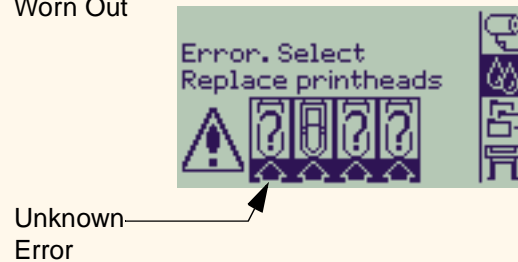 Worn Out
Error. Select
Replace printheads
? ? ?
Unknown
Error